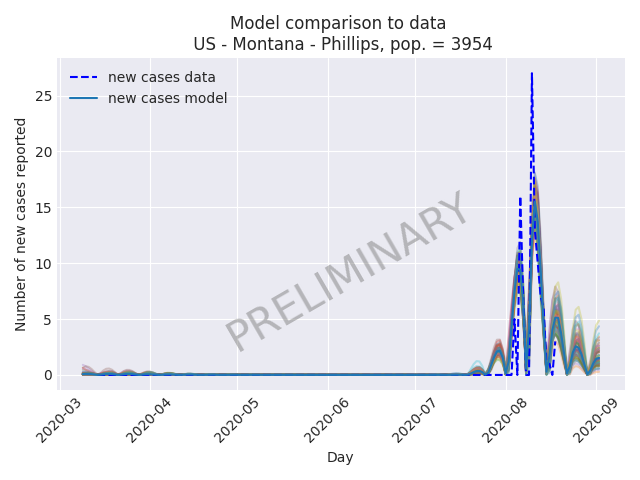 Model comparison to data
US - Montana - Phillips, pop. = 3954
new cases data
new cases model
Number of new cases reported
25
20
15
10
5
0
PRELIMINARY
2020-03
2020-04
2020-05
2020-06
2020-07
2020-08
2020-09
Day